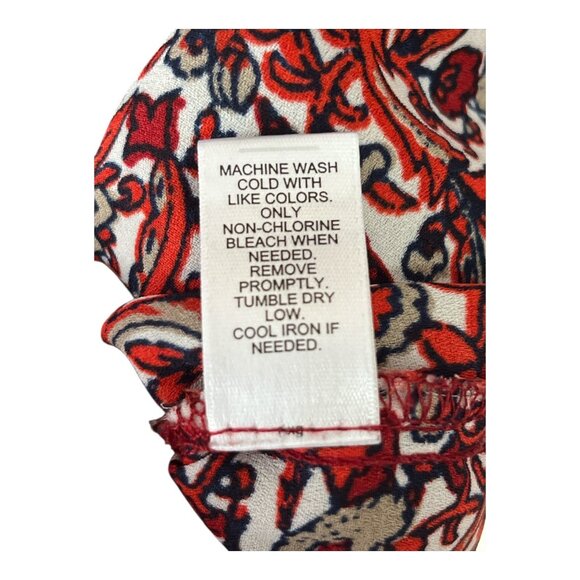 MACHINE WASH
COLD WITH
LIKE COLORS.
ONLY
NON-CHLORINE
BLEACH WHEN
NEEDED.
REMOVE
PROMPTLY.
TUMBLE DRY
LOW.
COOL IRON IF
NEEDED.